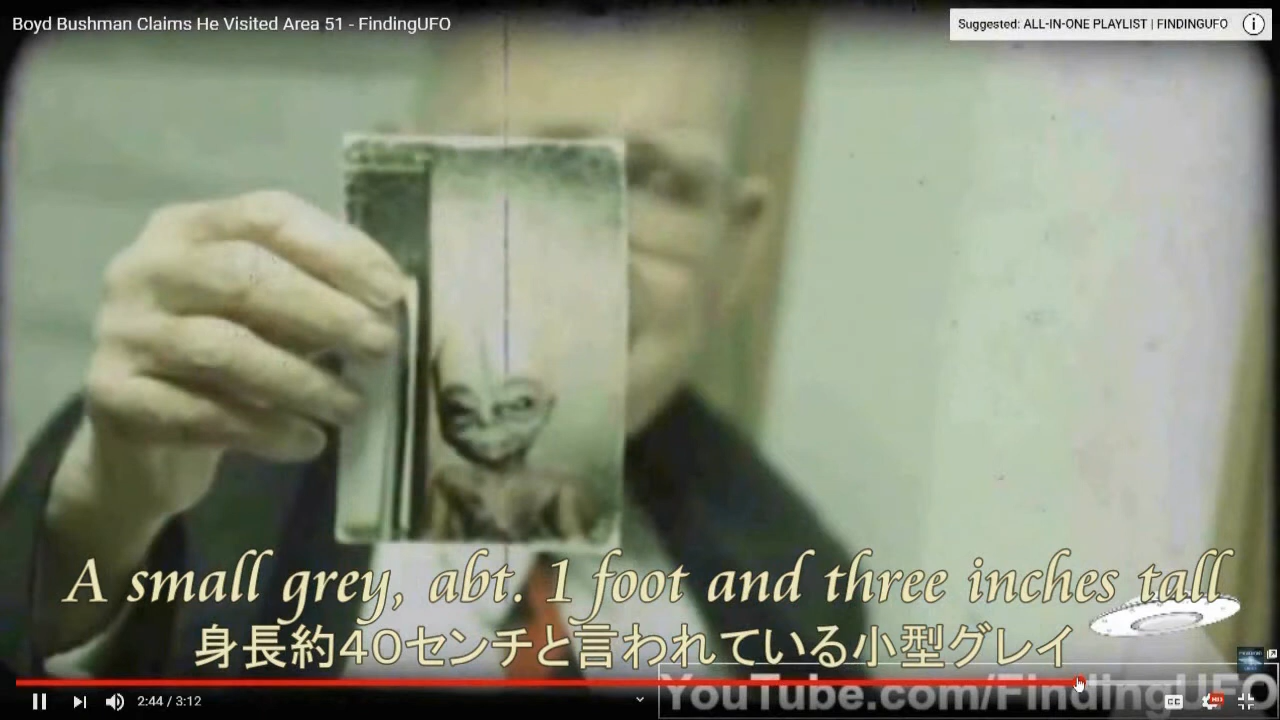 Boyd Bushman Claims He Visited Area 51 - FindingUFO
Suggested: ALL-IN-ONE PLAYLIST | FINDINGUFO
A small grey, abt. 1 foot and three inches tall
身長約40センチと言われている小型グレイ
YouTube.com/FindingUFO
2:44 / 3:12
CC
HD